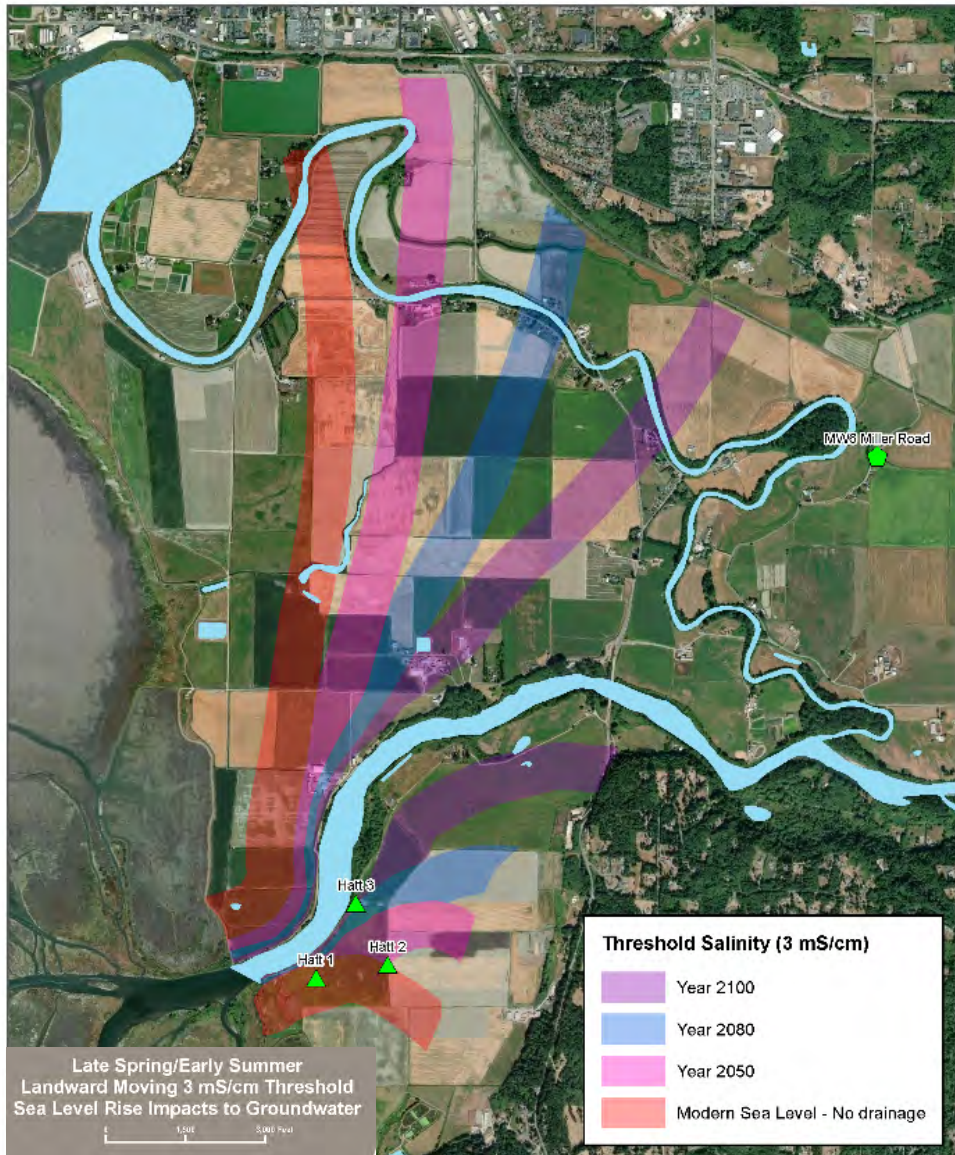 MW6 Miller Road
Hatt 3
Hatt 2
Hatt 1
Threshold Salinity (3 mS/cm)
Year 2100
Year 2080
Year 2050
Modern Sea Level - No drainage
Late Spring/Early Summer
Landward Moving 3 mS/cm Threshold
Sea Level Rise Impacts to Groundwater
0 1,500 3,000 Feet